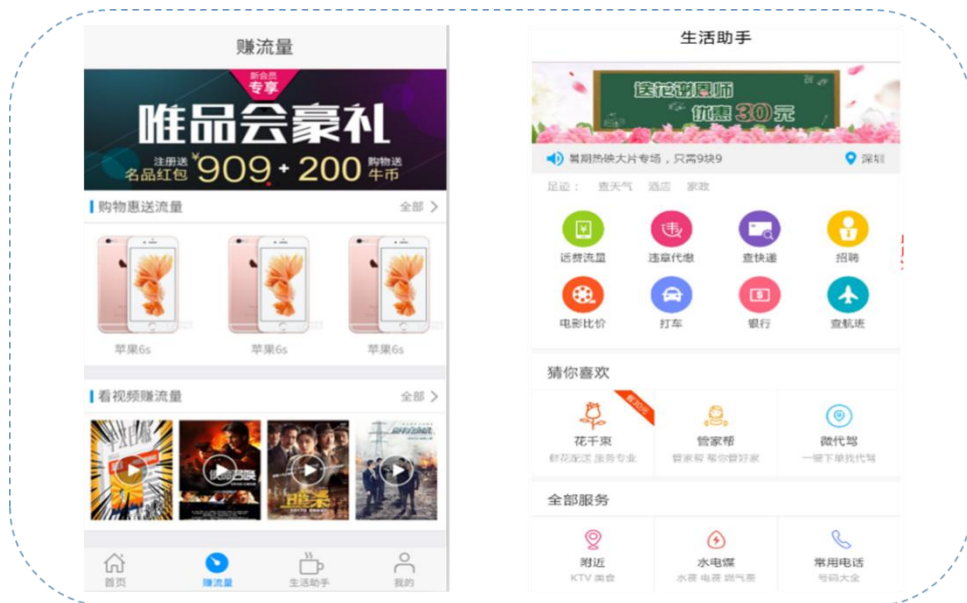 赚流量
新会员
专享
唯品会豪礼
注册送
名品红包
¥909+200
购物送
牛币
购物惠送流量
全部 >
苹果6s
苹果6s
苹果6s
看视频赚流量
全部 >
首页
赚流量
生活助手
我的
生活助手
送花谢恩师
优惠30元
暑期热映大片专场，只需9块9
深圳
足迹： 查天气 酒店 家政
话费流量
违章代缴
查快递
招聘
电影比价
打车
银行
查航班
猜你喜欢
省30元
花千束
鲜花配送 服务专业
管家帮
管家帮 帮你管好家
微代驾
一键下单找代驾
全部服务
附近
KTV 美食
水电煤
水费 电费 燃气费
常用电话
号码大全